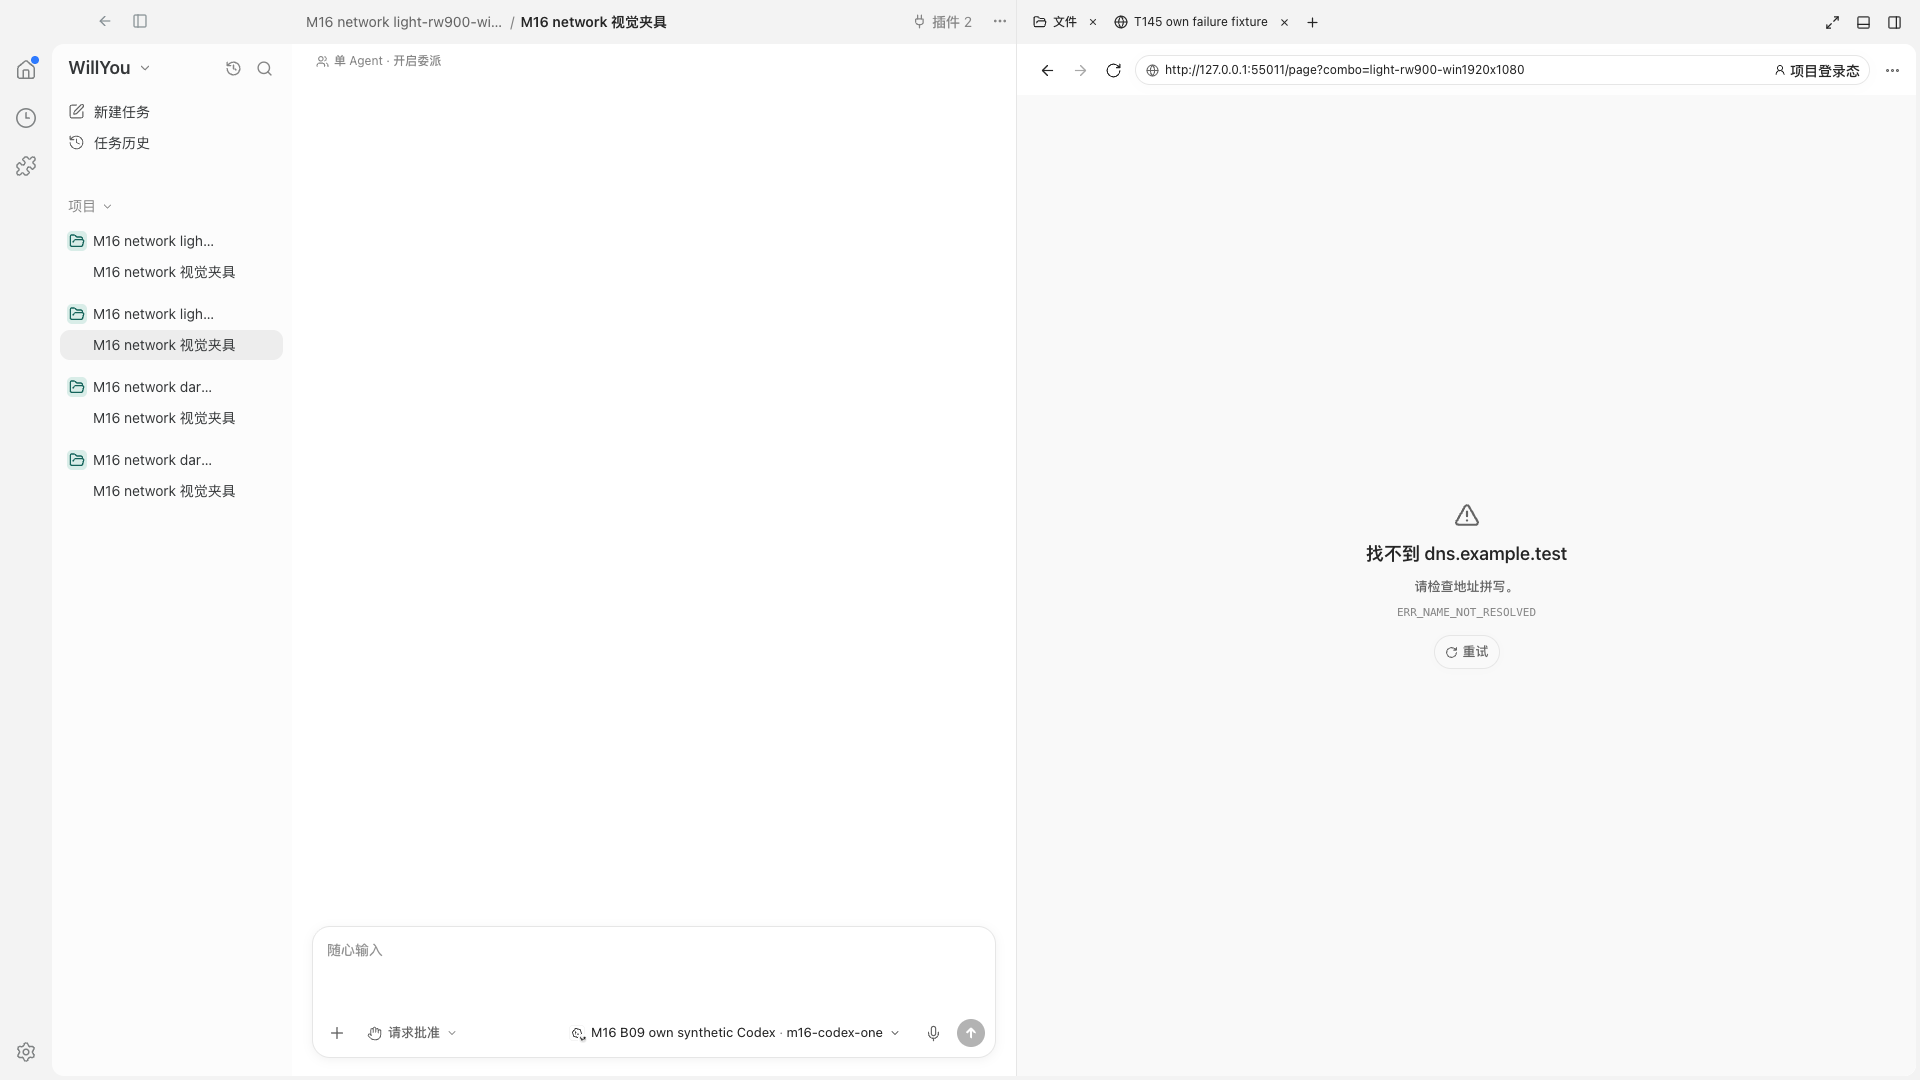 M16 network light-rw900-wi... / M16 network 视觉夹具
插件 2
文件
T145 own failure fixture
WillYou
单 Agent · 开启委派
http://127.0.0.1:55011/page?combo=light-rw900-win1920x1080
项目登录态
新建任务
任务历史
项目
M16 network ligh...
M16 network 视觉夹具
M16 network ligh...
M16 network 视觉夹具
M16 network dar...
M16 network 视觉夹具
M16 network dar...
M16 network 视觉夹具
找不到 dns.example.test
请检查地址拼写。
ERR_NAME_NOT_RESOLVED
重试
随心输入
请求批准
M16 B09 own synthetic Codex · m16-codex-one